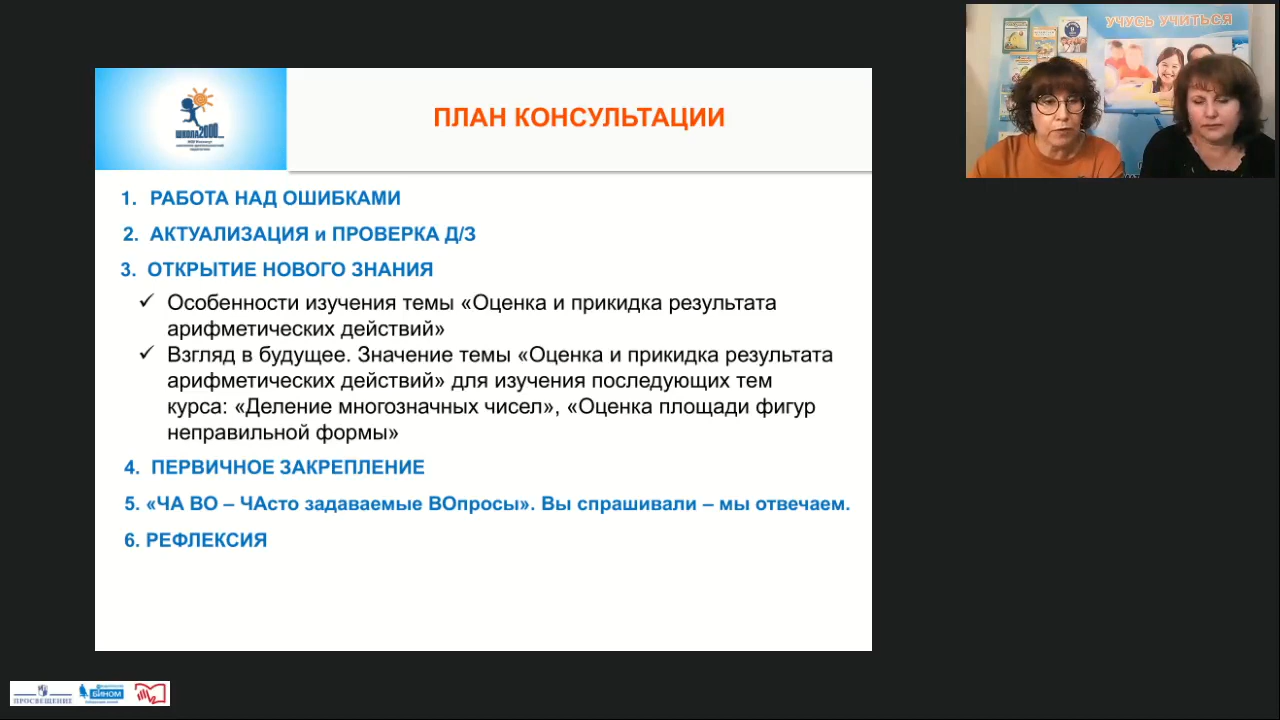 УЧУСЬ УЧИТЬСЯ
ШКОЛА2000...
ПЛАН КОНСУЛЬТАЦИИ
1. РАБОТА НАД ОШИБКАМИ
2. АКТУАЛИЗАЦИЯ и ПРОВЕРКА Д/З
3. ОТКРЫТИЕ НОВОГО ЗНАНИЯ
✓ Особенности изучения темы «Оценка и прикидка результата
арифметических действий»
✓ Взгляд в будущее. Значение темы «Оценка и прикидка результата
арифметических действий» для изучения последующих тем
курса: «Деление многозначных чисел», «Оценка площади фигур
неправильной формы»
4. ПЕРВИЧНОЕ ЗАКРЕПЛЕНИЕ
5. «ЧА ВО – ЧАсто задаваемые ВОпросы». Вы спрашивали – мы отвечаем.
6. РЕФЛЕКСИЯ
ПРОСВЕЩЕНИЕ
БИНОМ